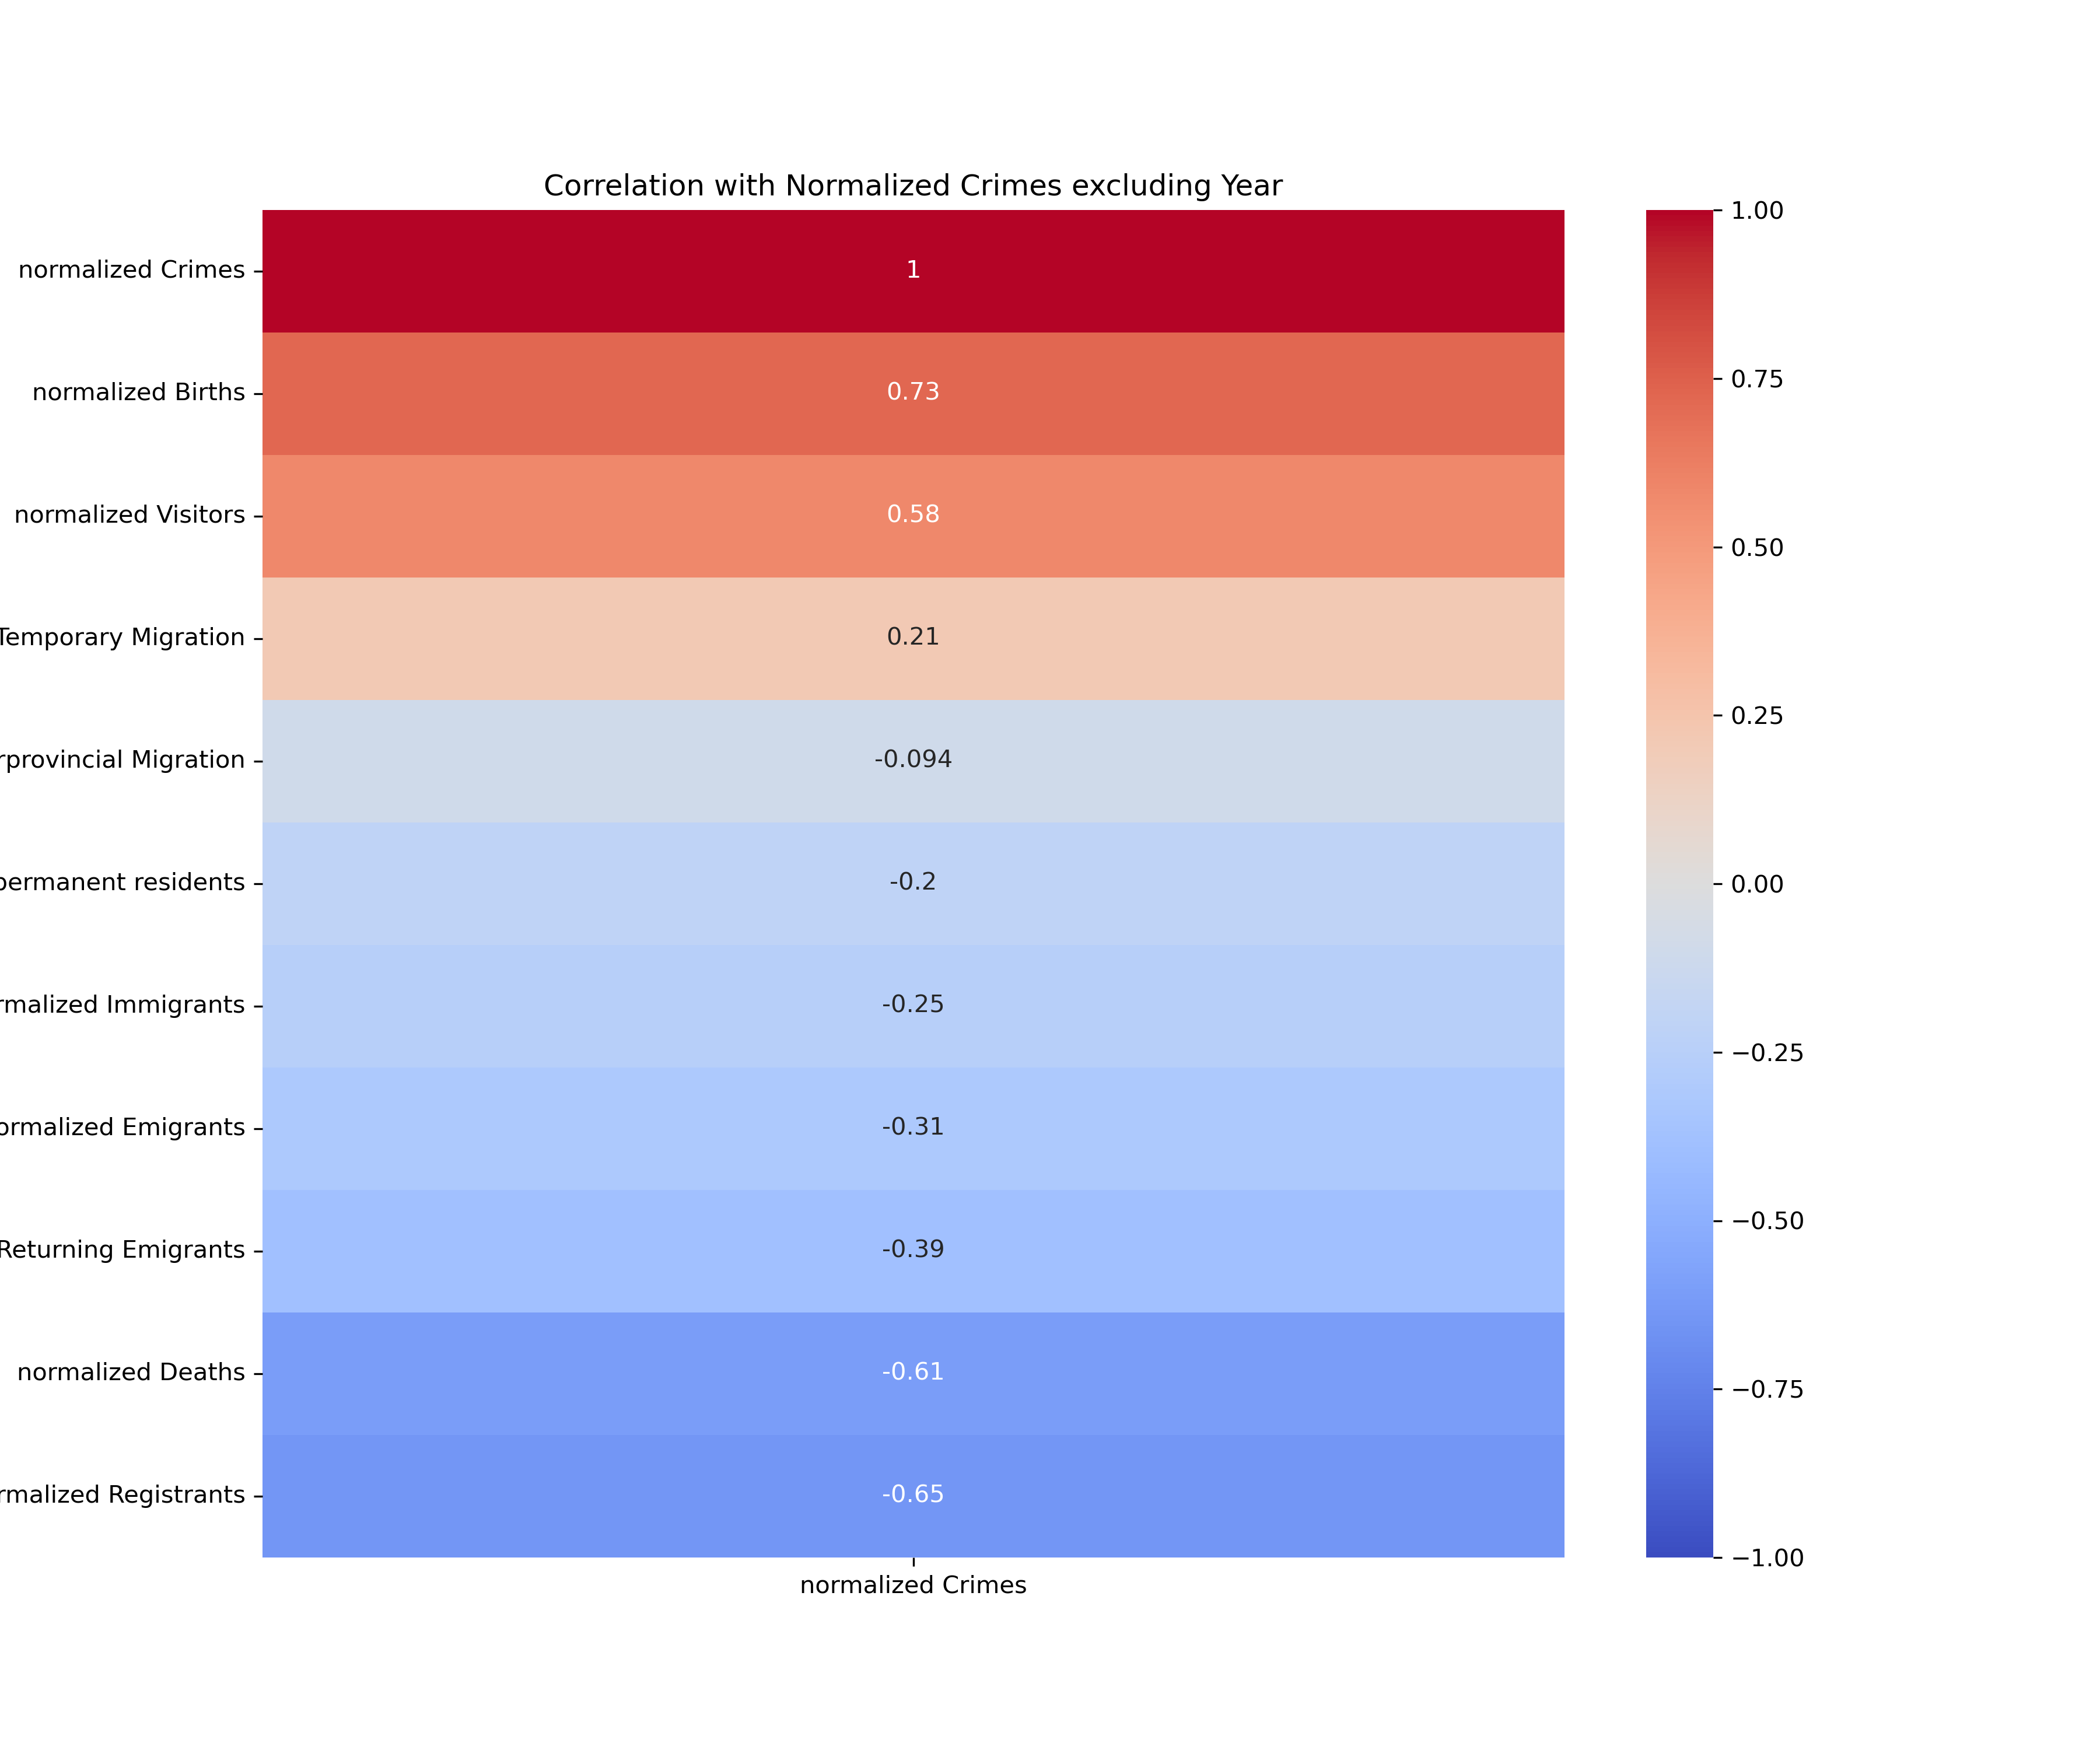 Correlation with Normalized Crimes excluding Year
normalized Crimes
1
normalized Births
0.73
normalized Visitors
0.58
Temporary Migration
0.21
rprovincial Migration
-0.094
permanent residents
-0.2
rmalized Immigrants
-0.25
ormalized Emigrants
-0.31
Returning Emigrants
-0.39
normalized Deaths
-0.61
rmalized Registrants
-0.65
normalized Crimes
1.00
0.75
0.50
0.25
0.00
−0.25
−0.50
−0.75
−1.00